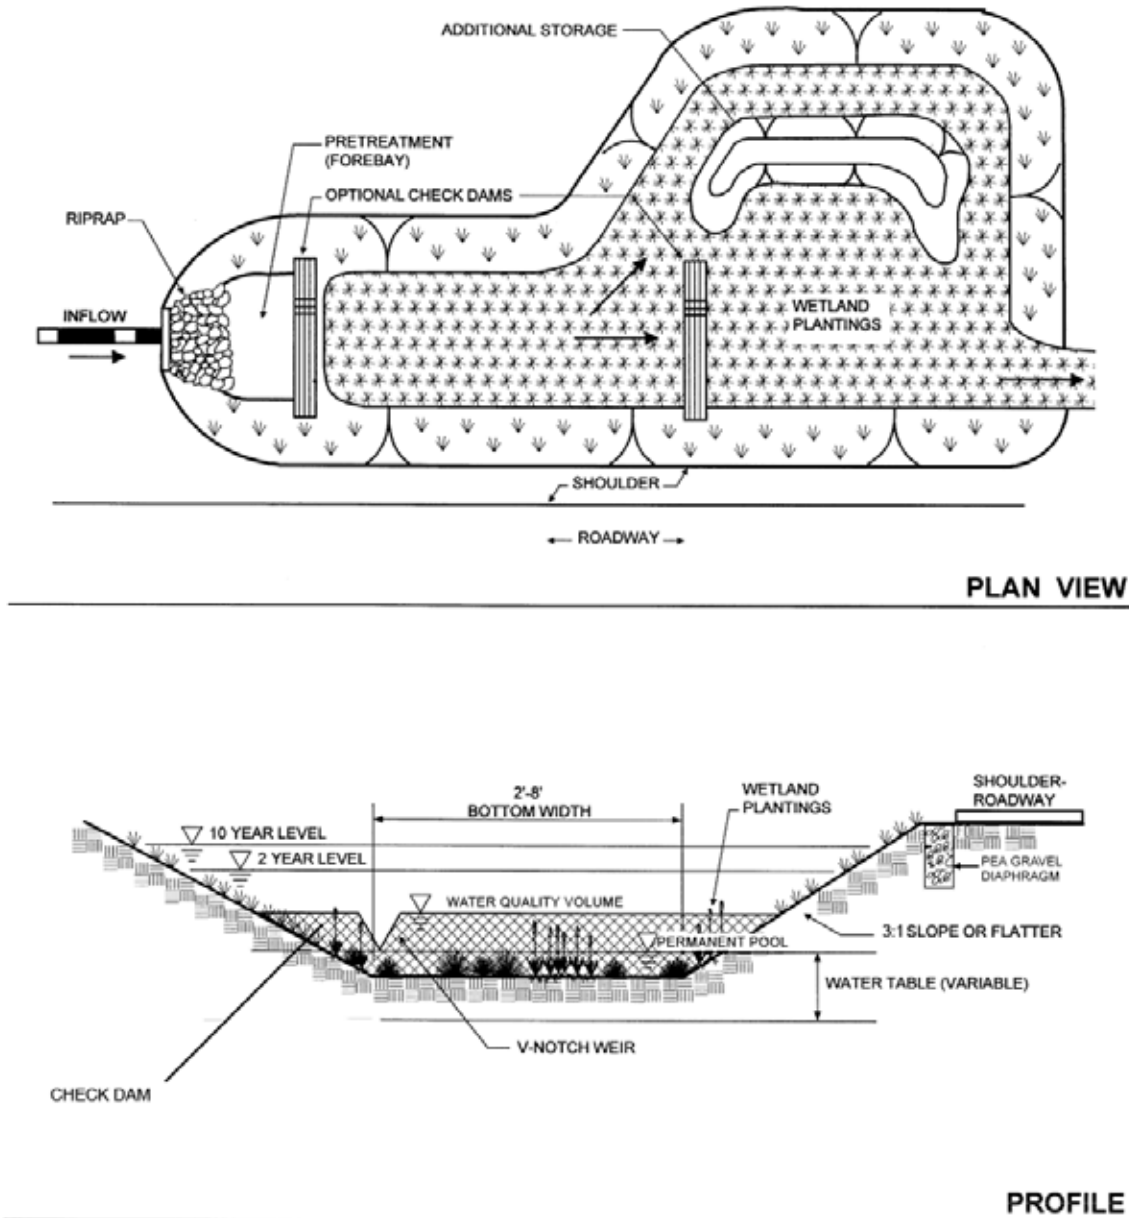 ADDITIONAL STORAGE
PRETREATMENT
(FOREBAY)
OPTIONAL CHECK DAMS
RIPRAP
INFLOW
WETLAND
PLANTINGS
SHOULDER
ROADWAY
PLAN VIEW
2'-8'
BOTTOM WIDTH
WETLAND
PLANTINGS
SHOULDER-
ROADWAY
10 YEAR LEVEL
2 YEAR LEVEL
PEA GRAVEL
DIAPHRAGM
WATER QUALITY VOLUME
PERMANENT POOL
3:1 SLOPE OR FLATTER
WATER TABLE (VARIABLE)
V-NOTCH WEIR
CHECK DAM
PROFILE